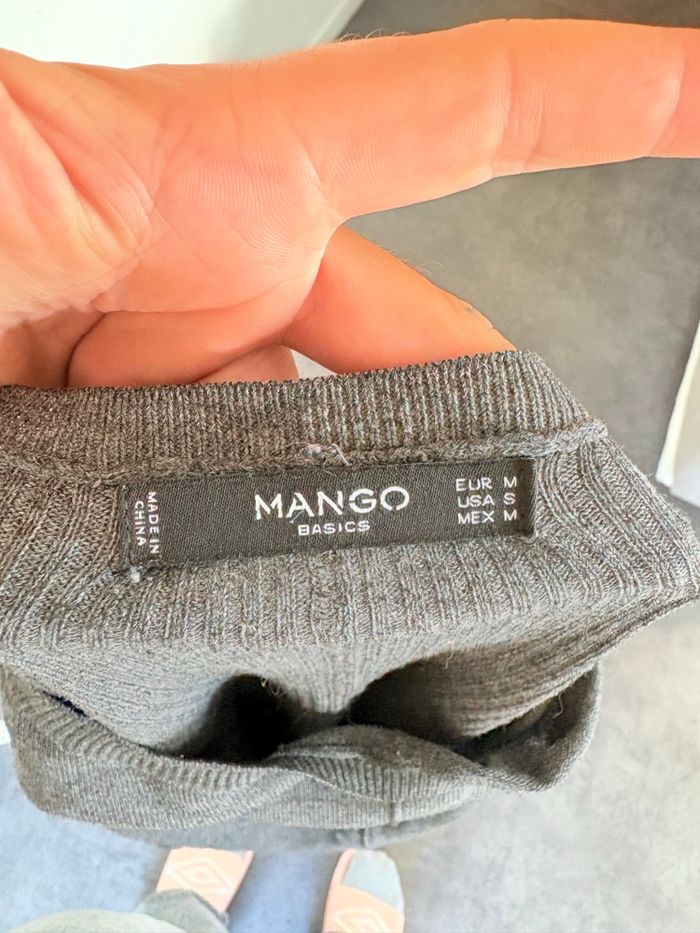 MANGO
BASICS
EUR M
USA S
MEX M
MADE IN
CHINA